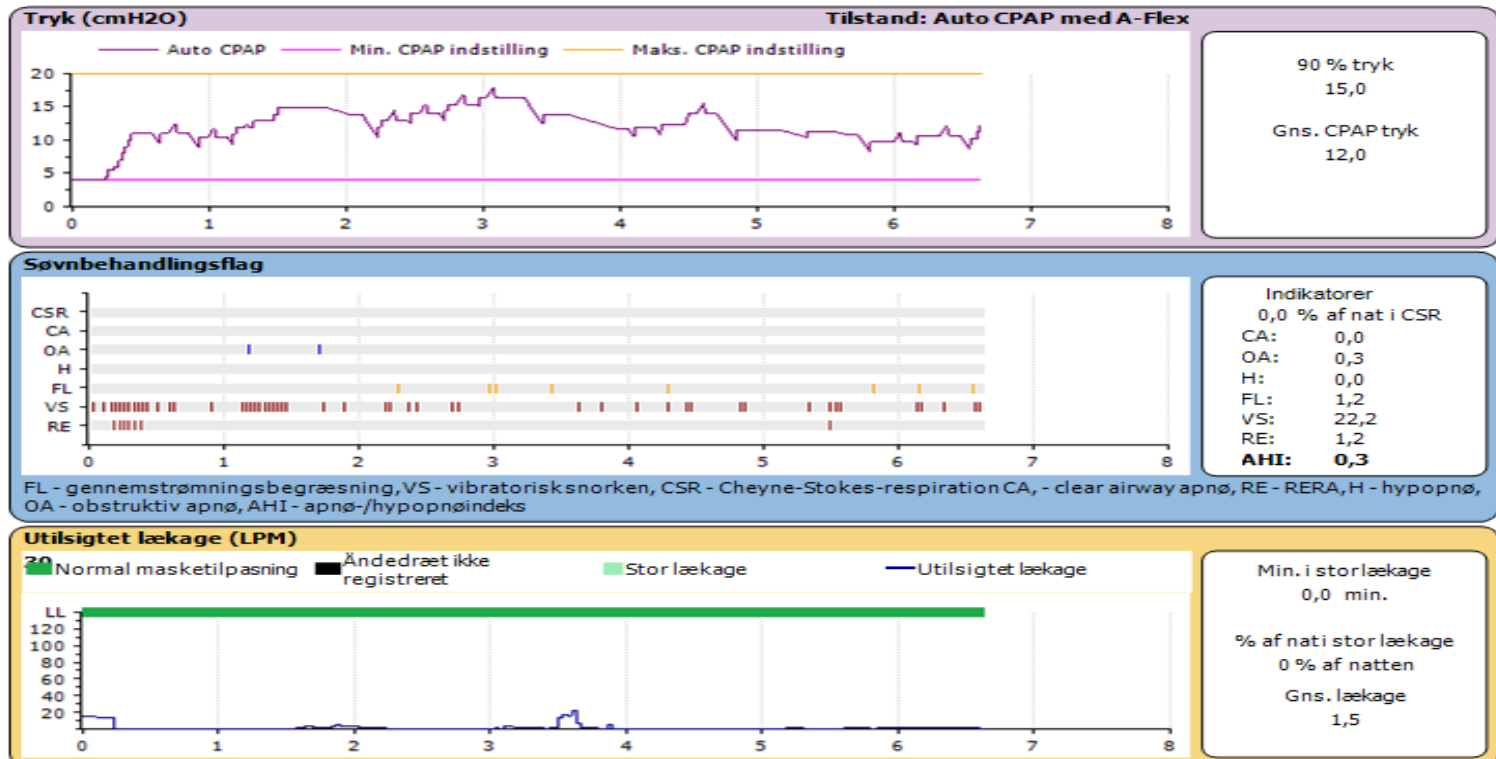 Tryk (cmH2O) Tilstand: Auto CPAP med A-Flex
Auto CPAP Min. CPAP indstilling Maks. CPAP indstilling
20
15
10
5
0
0 1 2 3 4 5 6 7 8
90 % tryk
15,0
Gns. CPAP tryk
12,0
Søvnbehandlingsflag
CSR
CA
OA
H
FL
VS
RE
0 1 2 3 4 5 6 7 8
Indikatorer
0,0 % af nat i CSR
CA: 0,0
OA: 0,3
H: 0,0
FL: 1,2
VS: 22,2
RE: 1,2
AHI: 0,3
FL - gennemstrømningsbegræsning, VS - vibratorisk snorken, CSR - Cheyne-Stokes-respiration CA, - clear airway apnø, RE - RERA, H - hypopnø,
OA - obstruktiv apnø, AHI - apnø-/hypopnøindeks
Utilsigtet lækage (LPM)
Normal masketilpasning Åndedræt ikke registreret Stor lækage Utilsigtet lækage
LL
120
100
80
60
40
20
0 1 2 3 4 5 6 7 8
Min. i stor lækage
0,0 min.
% af nat i stor lækage
0 % af natten
Gns. lækage
1,5